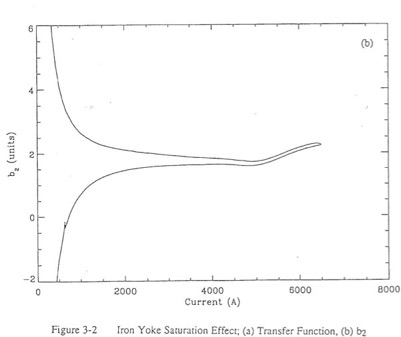 (b)
6
4
2
0
-2
b2 (units)
0 2000 4000 6000 8000
Current (A)
Figure 3-2 Iron Yoke Saturation Effect; (a) Transfer Function, (b) b2